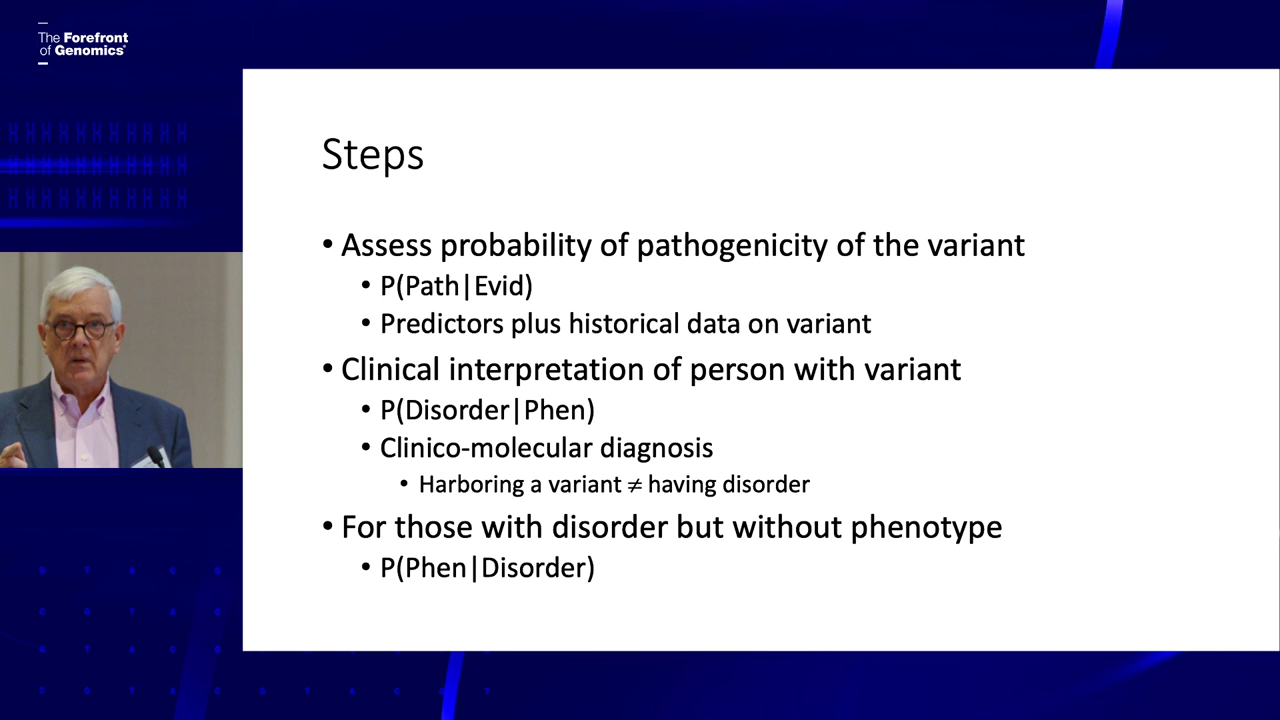 The Forefront
of Genomics®
Steps
• Assess probability of pathogenicity of the variant
• P(Path|Evid)
• Predictors plus historical data on variant
• Clinical interpretation of person with variant
• P(Disorder|Phen)
• Clinico-molecular diagnosis
• Harboring a variant ≠ having disorder
• For those with disorder but without phenotype
• P(Phen|Disorder)